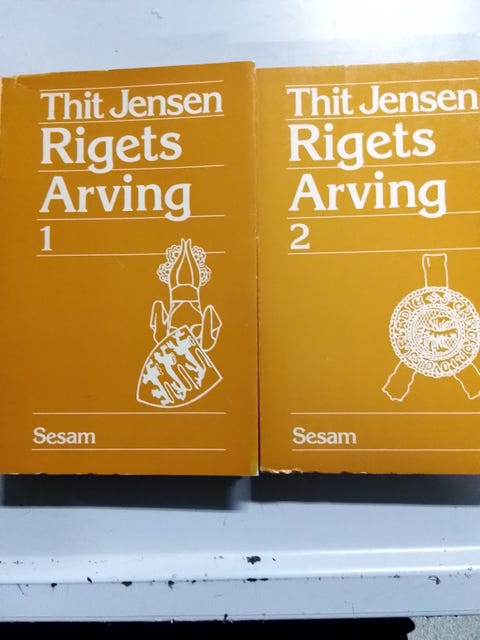 Thit Jensen
Rigets
Arving
1
Sesam
Thit Jensen
Rigets
Arving
2
Sesam